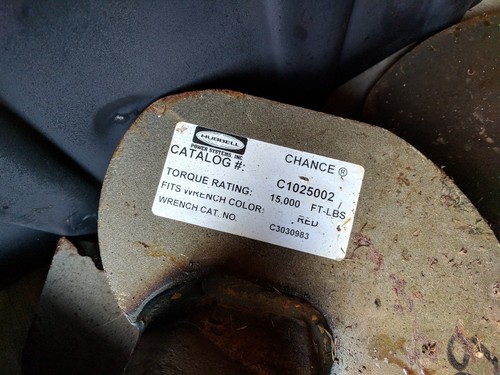 HUBBELL
POWER SYSTEMS, INC.
CHANCE ®
CATALOG #: C1025002
TORQUE RATING: 15,000 FT-LBS
FITS WRENCH COLOR: RED
WRENCH CAT. NO. C3030983